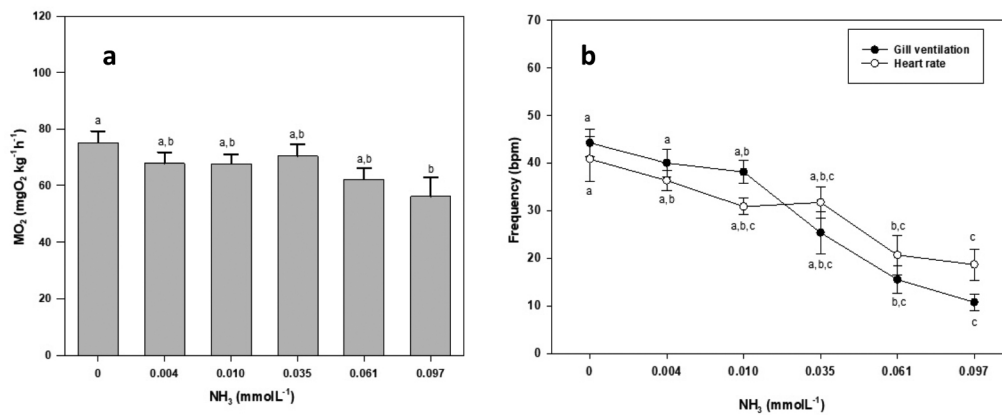 a
MO2 (mgO2 kg-1h-1)
120
100
80
60
40
20
0
a
a,b
a,b
a,b
a,b
b
0
0.004
0.010
0.035
0.061
0.097
NH3 (mmolL-1)
b
Gill ventilation
Heart rate
Frequency (bpm)
70
60
50
40
30
20
10
0
a
a
a,b
a,b,c
b,c
c
a
a,b
a,b,c
a,b,c
b,c
c
0
0.004
0.010
0.035
0.061
0.097
NH3 (mmolL-1)